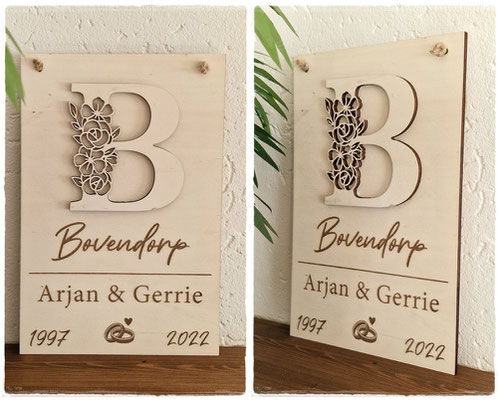 B
Bovendorp
Arjan & Gerrie
1997 2022
B
Bovendorp
Arjan & Gerrie
1997 2022